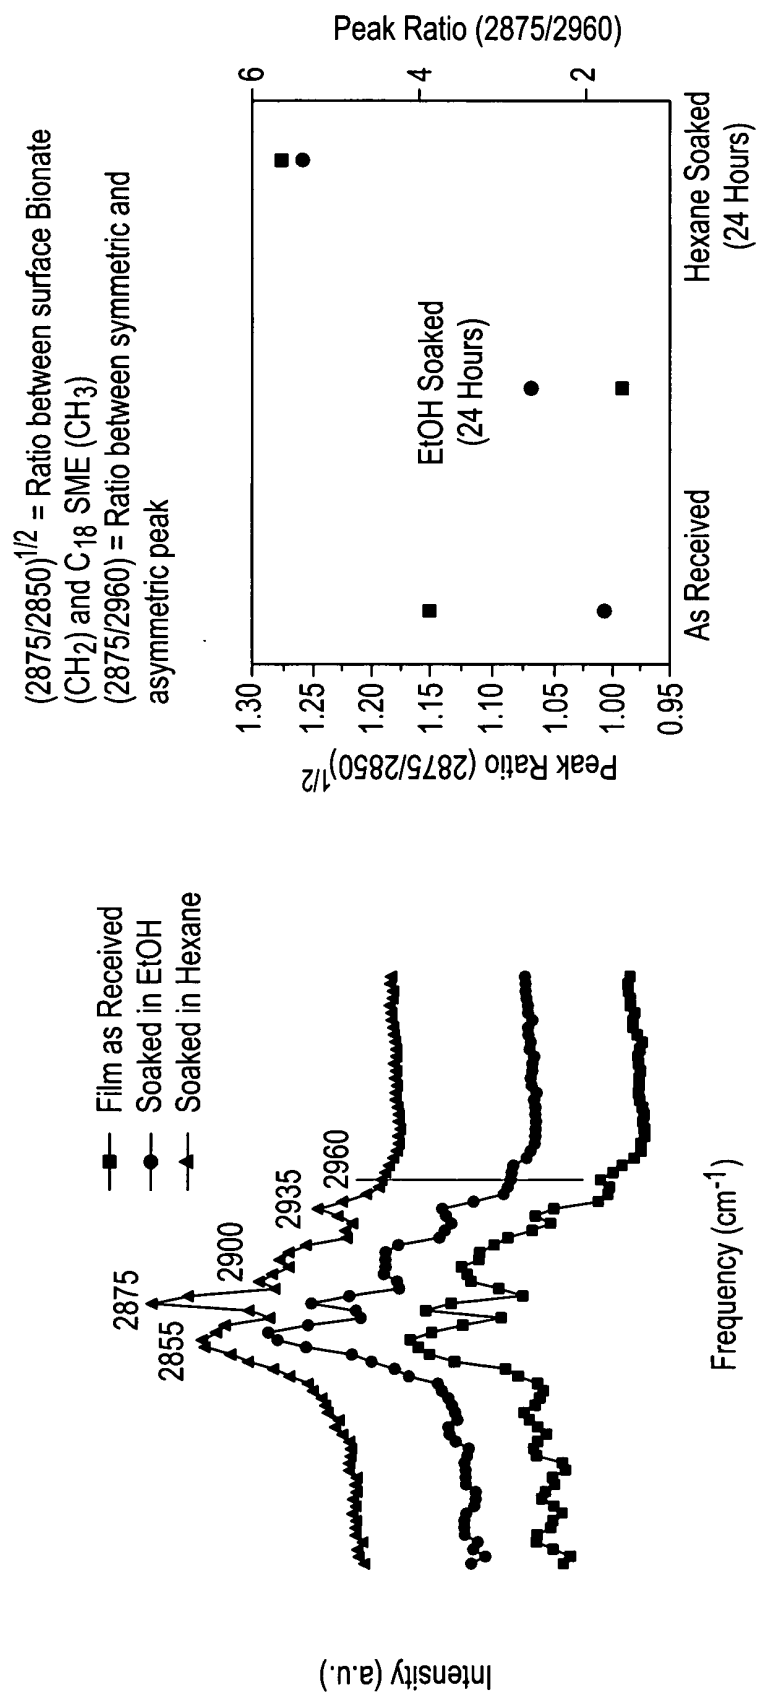 Intensity (a.u.)
Frequency (cm-1)
2855
2875
2900
2935
2960
Film as Received
Soaked in EtOH
Soaked in Hexane
(2875/2850)1/2 = Ratio between surface Bionate
(CH2) and C18 SME (CH3)
(2875/2960) = Ratio between symmetric and
asymmetric peak
Peak Ratio (2875/2850)1/2
1.30
1.25
1.20
1.15
1.10
1.05
1.00
0.95
As Received
EtOH Soaked
(24 Hours)
Hexane Soaked
(24 Hours)
6
4
2
Peak Ratio (2875/2960)